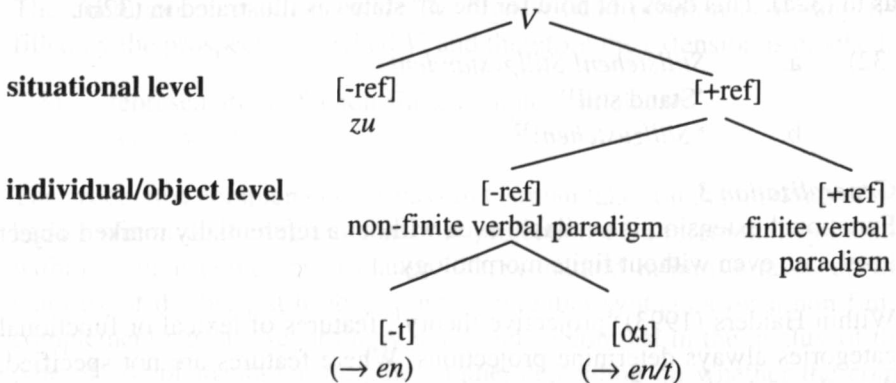 V
situational level [-ref] [+ref]
zu
individual/object level [-ref] [+ref]
non-finite verbal paradigm finite verbal
paradigm
[-t] [αt]
(→ en) (→ en/t)